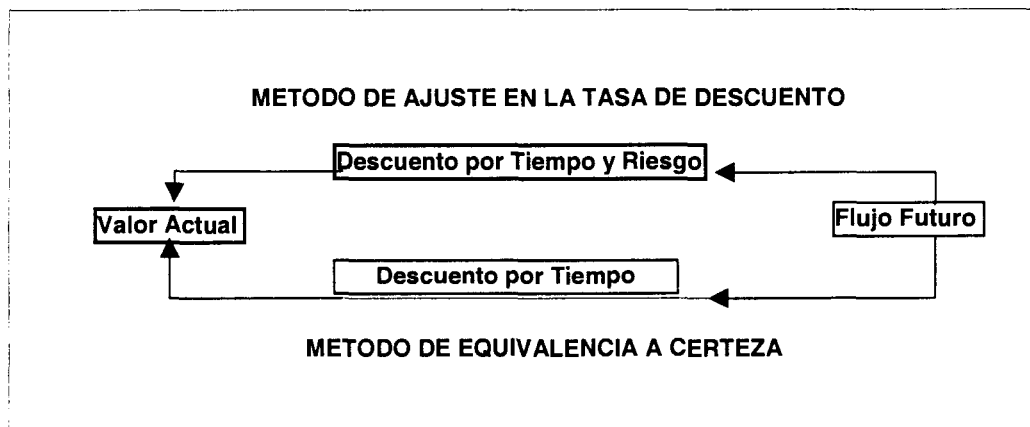 METODO DE AJUSTE EN LA TASA DE DESCUENTO
Descuento por Tiempo y Riesgo
Valor Actual
Flujo Futuro
Descuento por Tiempo
METODO DE EQUIVALENCIA A CERTEZA